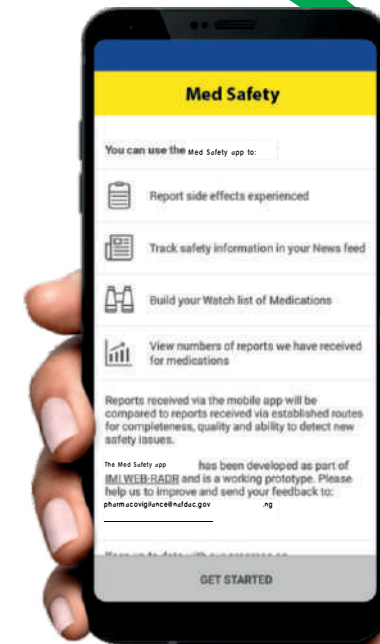 Med Safety
You can use the Med Safety app to:
Report side effects experienced
Track safety information in your News feed
Build your Watch list of Medications
View numbers of reports we have received
for medications
Reports received via the mobile app will be
compared to reports received via established routes
for completeness, quality and ability to detect new
safety issues.
The Med Safety app has been developed as part of
IMI WEB-RADR and is a working prototype. Please
help us to improve and send your feedback to:
pharmacovigilance@nafdac.gov .ng
GET STARTED